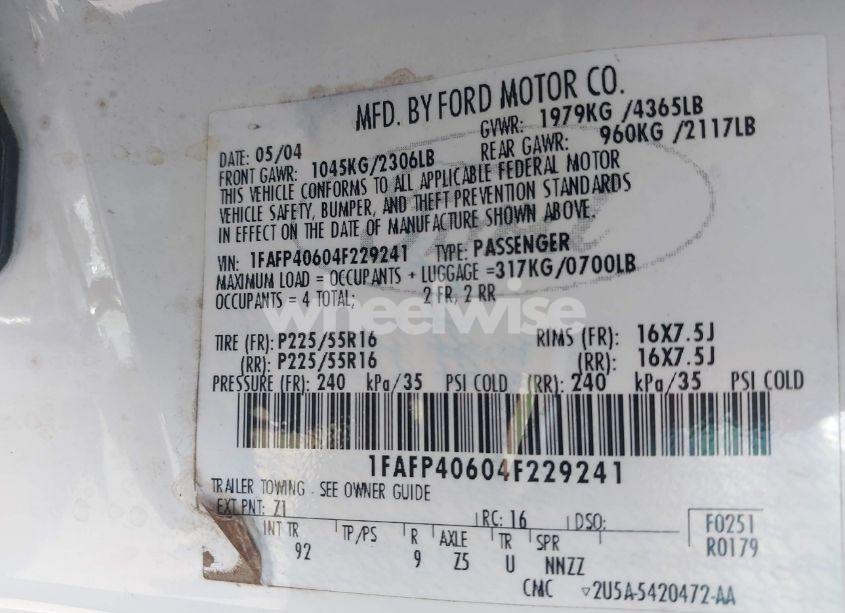 MFD. BY FORD MOTOR CO.
DATE: 05/04 GVWR: 1979KG /4365LB
FRONT GAWR: 1045KG/2306LB REAR GAWR: 960KG /2117LB
THIS VEHICLE CONFORMS TO ALL APPLICABLE FEDERAL MOTOR
VEHICLE SAFETY, BUMPER, AND THEFT PREVENTION STANDARDS
IN EFFECT ON THE DATE OF MANUFACTURE SHOWN ABOVE.
VIN: 1FAFP40604F229241 TYPE: PASSENGER
MAXIMUM LOAD = OCCUPANTS + LUGGAGE =317KG/0700LB
OCCUPANTS = 4 TOTAL; 2 FR, 2 RR
wheelwise
TIRE (FR): P225/55R16 RIMS (FR): 16X7.5J
(RR): P225/55R16 (RR): 16X7.5J
PRESSURE (FR): 240 kPa/35 PSI COLD (RR): 240 kPa/35 PSI COLD
1FAFP40604F229241
TRAILER TOWING - SEE OWNER GUIDE
EXT PNT: Z1 RC: 16 DSO: F0251
INT TR TP/PS R AXLE TR SPR R0179
92 9 Z5 U NNZZ
CMC ▽2U5A-5420472-AA